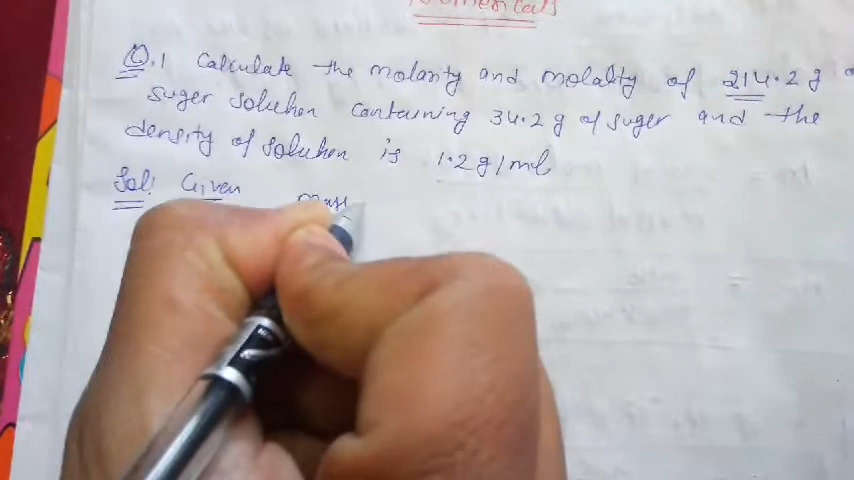 Q.1 Calculate the molarity and molality of 214.2 g
suger solution containing 34.2 g of suger and the
density of solution is 1.2 g/ml
Sol! Given mass